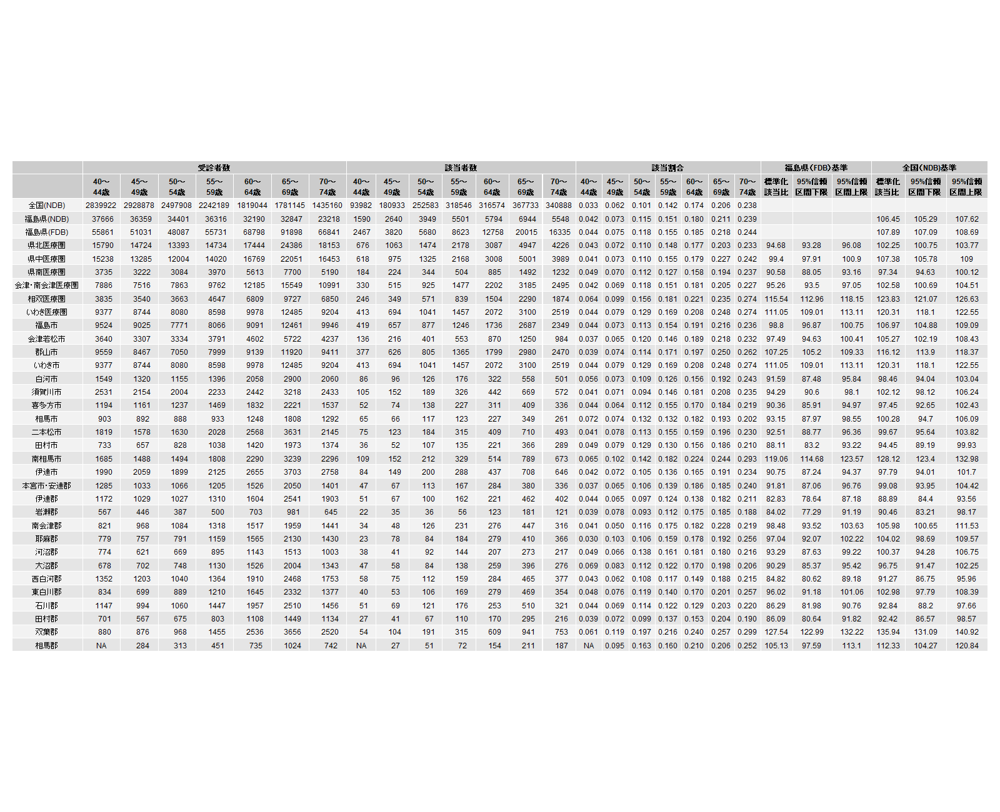 受診者数 該当者数 該当割合 福島県(FDB)基準 全国(NDB)基準
40～ 45～ 50～ 55～ 60～ 65～ 70～ 40～ 45～ 50～ 55～ 60～ 65～ 70～ 40～ 45～ 50～ 55～ 60～ 65～ 70～ 標準化 95%信頼 95%信頼 標準化 95%信頼 95%信頼
44歳 49歳 54歳 59歳 64歳 69歳 74歳 44歳 49歳 54歳 59歳 64歳 69歳 74歳 44歳 49歳 54歳 59歳 64歳 69歳 74歳 該当比 区間下限 区間上限 該当比 区間下限 区間上限
全国(NDB) 2839922 2928878 2497908 2242189 1819044 1781145 1435160 93982 180933 252583 318546 316574 367733 340888 0.033 0.062 0.101 0.142 0.174 0.206 0.238
福島県(NDB) 37666 36359 34401 36316 32190 32847 23218 1590 2640 3949 5501 5794 6944 5548 0.042 0.073 0.115 0.151 0.180 0.211 0.239 106.45 105.29 107.62
福島県(FDB) 55861 51031 48087 55731 68798 91898 66841 2467 3820 5680 8623 12758 20015 16335 0.044 0.075 0.118 0.155 0.185 0.218 0.244 107.89 107.09 108.69
県北医療圏 15790 14724 13393 14734 17444 24386 18153 676 1063 1474 2178 3087 4947 4226 0.043 0.072 0.110 0.148 0.177 0.203 0.233 94.68 93.28 96.08 102.25 100.75 103.77
県中医療圏 15238 13285 12004 14020 16769 22051 16453 618 975 1325 2168 3008 5001 3989 0.041 0.073 0.110 0.155 0.179 0.227 0.242 99.4 97.91 100.9 107.38 105.78 109
県南医療圏 3735 3222 3084 3970 5613 7700 5190 184 224 344 504 885 1492 1232 0.049 0.070 0.112 0.127 0.158 0.194 0.237 90.58 88.05 93.16 97.34 94.63 100.12
会津・南会津医療圏 7886 7516 7863 9762 12185 15549 10991 330 515 925 1477 2202 3185 2495 0.042 0.069 0.118 0.151 0.181 0.205 0.227 95.26 93.5 97.05 102.58 100.69 104.51
相双医療圏 3835 3540 3663 4647 6809 9727 6850 246 349 571 839 1504 2290 1874 0.064 0.099 0.156 0.181 0.221 0.235 0.274 115.54 112.96 118.15 123.83 121.07 126.63
いわき医療圏 9377 8744 8080 8598 9978 12485 9204 413 694 1041 1457 2072 3100 2519 0.044 0.079 0.129 0.169 0.208 0.248 0.274 111.05 109.01 113.11 120.31 118.1 122.55
福島市 9524 9025 7771 8066 9091 12461 9946 419 657 877 1246 1736 2687 2349 0.044 0.073 0.113 0.154 0.191 0.216 0.236 98.8 96.87 100.75 106.97 104.88 109.09
会津若松市 3640 3307 3334 3791 4602 5722 4237 136 216 401 553 870 1250 984 0.037 0.065 0.120 0.146 0.189 0.218 0.232 97.49 94.63 100.41 105.27 102.19 108.43
郡山市 9559 8467 7050 7999 9139 11920 9411 377 626 805 1365 1799 2980 2470 0.039 0.074 0.114 0.171 0.197 0.250 0.262 107.25 105.2 109.33 116.12 113.9 118.37
いわき市 9377 8744 8080 8598 9978 12485 9204 413 694 1041 1457 2072 3100 2519 0.044 0.079 0.129 0.169 0.208 0.248 0.274 111.05 109.01 113.11 120.31 118.1 122.55
白河市 1549 1320 1155 1396 2058 2900 2060 86 96 126 176 322 558 501 0.056 0.073 0.109 0.126 0.156 0.192 0.243 91.59 87.48 95.84 98.46 94.04 103.04
須賀川市 2531 2154 2004 2233 2442 3218 2433 105 152 189 326 442 669 572 0.041 0.071 0.094 0.146 0.181 0.208 0.235 94.29 90.6 98.1 102.12 98.12 106.24
喜多方市 1194 1161 1237 1469 1832 2221 1537 52 74 138 227 311 409 336 0.044 0.064 0.112 0.155 0.170 0.184 0.219 90.36 85.91 94.97 97.45 92.65 102.43
相馬市 903 892 888 933 1248 1808 1292 65 66 117 123 227 349 261 0.072 0.074 0.132 0.132 0.182 0.193 0.202 93.15 87.97 98.55 100.28 94.7 106.09
二本松市 1819 1578 1630 2028 2568 3631 2145 75 123 184 315 409 710 493 0.041 0.078 0.113 0.155 0.159 0.196 0.230 92.51 88.77 96.36 99.67 95.64 103.82
田村市 733 657 828 1038 1420 1973 1374 36 52 107 135 221 366 289 0.049 0.079 0.129 0.130 0.156 0.186 0.210 88.11 83.2 93.22 94.45 89.19 99.93
南相馬市 1685 1488 1494 1808 2290 3239 2296 109 152 212 329 514 789 673 0.065 0.102 0.142 0.182 0.224 0.244 0.293 119.06 114.68 123.57 128.12 123.4 132.98
伊達市 1990 2059 1899 2125 2655 3703 2758 84 149 200 288 437 708 646 0.042 0.072 0.105 0.136 0.165 0.191 0.234 90.75 87.24 94.37 97.79 94.01 101.7
本宮市・安達郡 1285 1033 1066 1205 1526 2050 1401 47 67 113 167 284 380 336 0.037 0.065 0.106 0.139 0.186 0.185 0.240 91.81 87.06 96.76 99.08 93.95 104.42
伊達郡 1172 1029 1027 1310 1604 2541 1903 51 67 100 162 221 462 402 0.044 0.065 0.097 0.124 0.138 0.182 0.211 82.83 78.64 87.18 88.89 84.4 93.56
岩瀬郡 567 446 387 500 703 981 645 22 35 36 56 123 181 121 0.039 0.078 0.093 0.112 0.175 0.185 0.188 84.02 77.29 91.19 90.46 83.21 98.17
南会津郡 821 968 1084 1318 1517 1959 1441 34 48 126 231 276 447 316 0.041 0.050 0.116 0.175 0.182 0.228 0.219 98.48 93.52 103.63 105.98 100.65 111.53
耶麻郡 779 757 791 1159 1565 2130 1430 23 78 84 184 279 410 366 0.030 0.103 0.106 0.159 0.178 0.192 0.256 97.04 92.07 102.22 104.02 98.69 109.57
河沼郡 774 621 669 895 1143 1513 1003 38 41 92 144 207 273 217 0.049 0.066 0.138 0.161 0.181 0.180 0.216 93.29 87.63 99.22 100.37 94.28 106.75
大沼郡 678 702 748 1130 1526 2004 1343 47 58 84 138 259 396 276 0.069 0.083 0.112 0.122 0.170 0.198 0.206 90.29 85.37 95.42 96.75 91.47 102.25
西白河郡 1352 1203 1040 1364 1910 2468 1753 58 75 112 159 284 465 377 0.043 0.062 0.108 0.117 0.149 0.188 0.215 84.82 80.62 89.18 91.27 86.75 95.96
東白川郡 834 699 889 1210 1645 2332 1377 40 53 106 169 279 469 354 0.048 0.076 0.119 0.140 0.170 0.201 0.257 96.02 91.18 101.06 102.98 97.79 108.39
石川郡 1147 994 1060 1447 1957 2510 1456 51 69 121 176 253 510 321 0.044 0.069 0.114 0.122 0.129 0.203 0.220 86.29 81.98 90.76 92.84 88.2 97.66
田村郡 701 567 675 803 1108 1449 1134 27 41 67 110 170 295 216 0.039 0.072 0.099 0.137 0.153 0.204 0.190 86.09 80.64 91.82 92.42 86.57 98.57
双葉郡 880 876 968 1455 2536 3656 2520 54 104 191 315 609 941 753 0.061 0.119 0.197 0.216 0.240 0.257 0.299 127.54 122.99 132.22 135.94 131.09 140.92
相馬郡 NA 284 313 451 735 1024 742 NA 27 51 72 154 211 187 NA 0.095 0.163 0.160 0.210 0.206 0.252 105.13 97.59 113.1 112.33 104.27 120.84